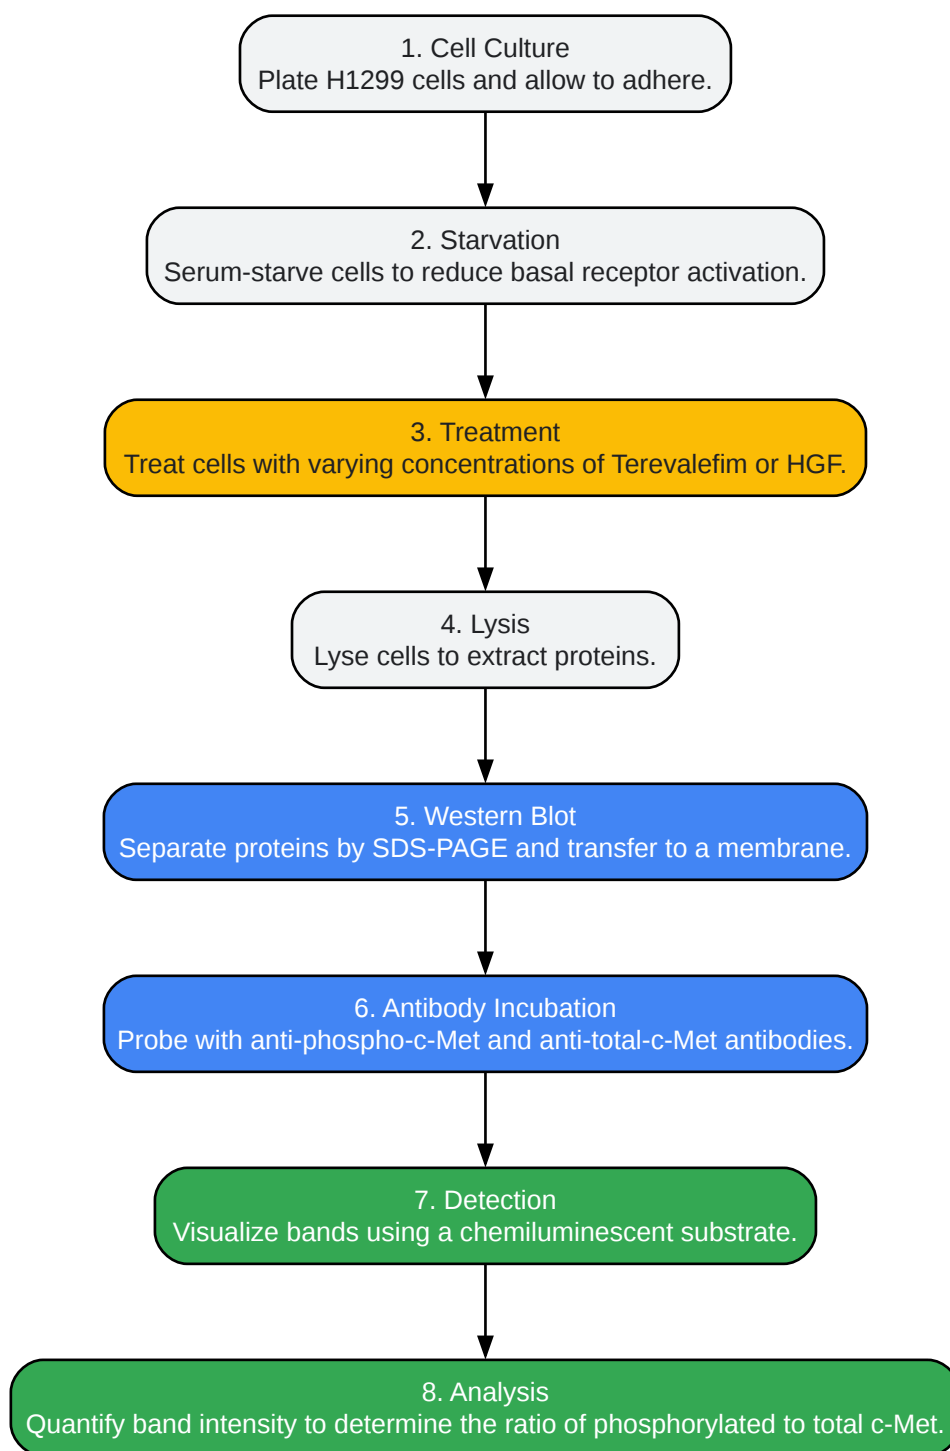 1. Cell Culture
Plate H1299 cells and allow to adhere.
2. Starvation
Serum-starve cells to reduce basal receptor activation.
3. Treatment
Treat cells with varying concentrations of Terevalefim or HGF.
4. Lysis
Lyse cells to extract proteins.
5. Western Blot
Separate proteins by SDS-PAGE and transfer to a membrane.
6. Antibody Incubation
Probe with anti-phospho-c-Met and anti-total-c-Met antibodies.
7. Detection
Visualize bands using a chemiluminescent substrate.
8. Analysis
Quantify band intensity to determine the ratio of phosphorylated to total c-Met.